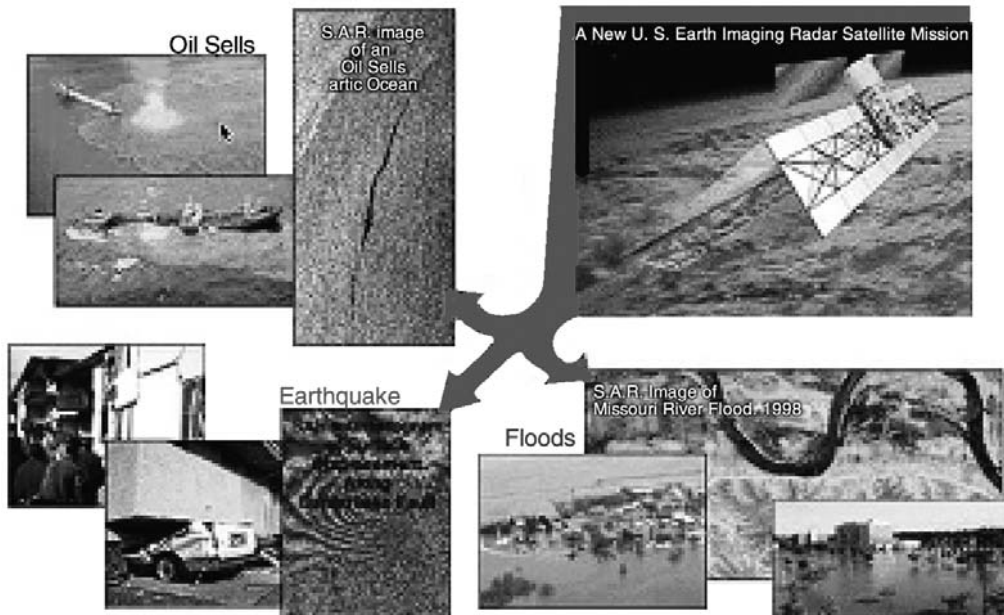 Oil Sells
S.A.R. image
of an
Oil Sells
artic Ocean
A New U. S. Earth Imaging Radar Satellite Mission
Earthquake
Fault
Floods
S.A.R. Image of
Missouri River Flood. 1998